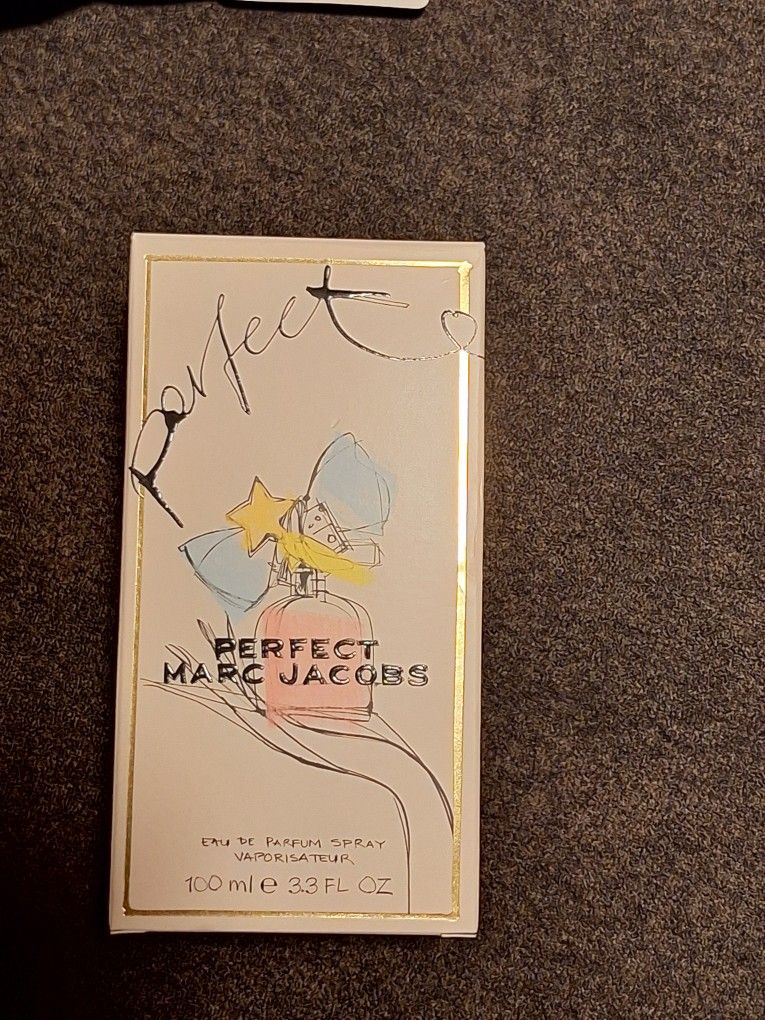 Perfect
PERFECT
MARC JACOBS
EAU DE PARFUM SPRAY
VAPORISATEUR
100 ml e 3.3 FL OZ